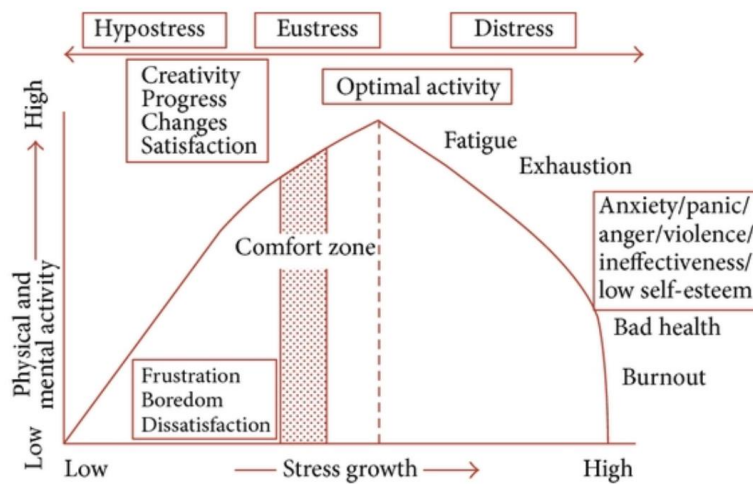 Hypostress
Eustress
Distress
Creativity
Progress
Changes
Satisfaction
Optimal activity
High
Fatigue
Exhaustion
Anxiety/panic/
anger/violence/
ineffectiveness/
low self-esteem
Comfort zone
Physical and
mental activity
Bad health
Burnout
Frustration
Boredom
Dissatisfaction
Low
Low
Stress growth
High